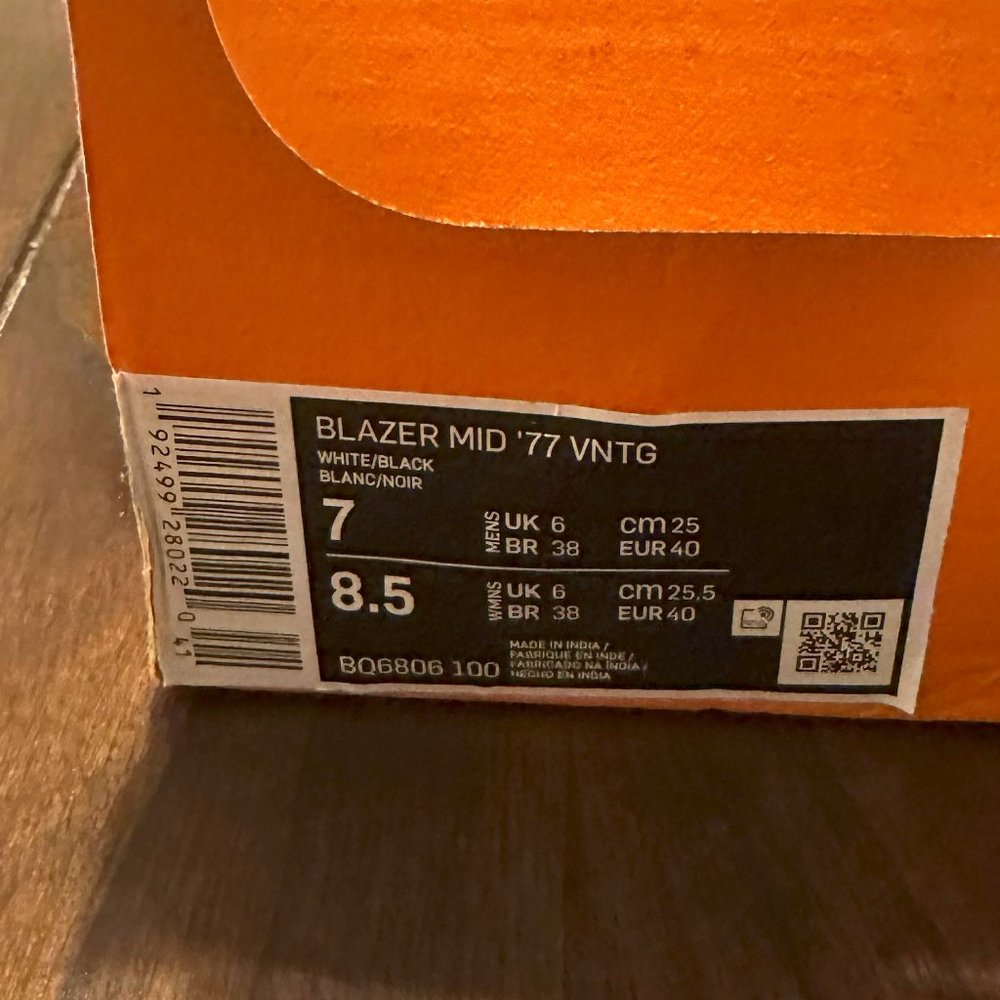 BLAZER MID '77 VNTG
WHITE/BLACK
BLANC/NOIR
7
MENS
UK 6 cm 25
BR 38 EUR 40
8.5
WMNS
UK 6 cm 25.5
BR 38 EUR 40
BQ6806 100
MADE IN INDIA /
FABRIQUE EN INDE /
FABRICADO NA INDIA /
HECHO EN INDIA
1 92499 28022 0 41